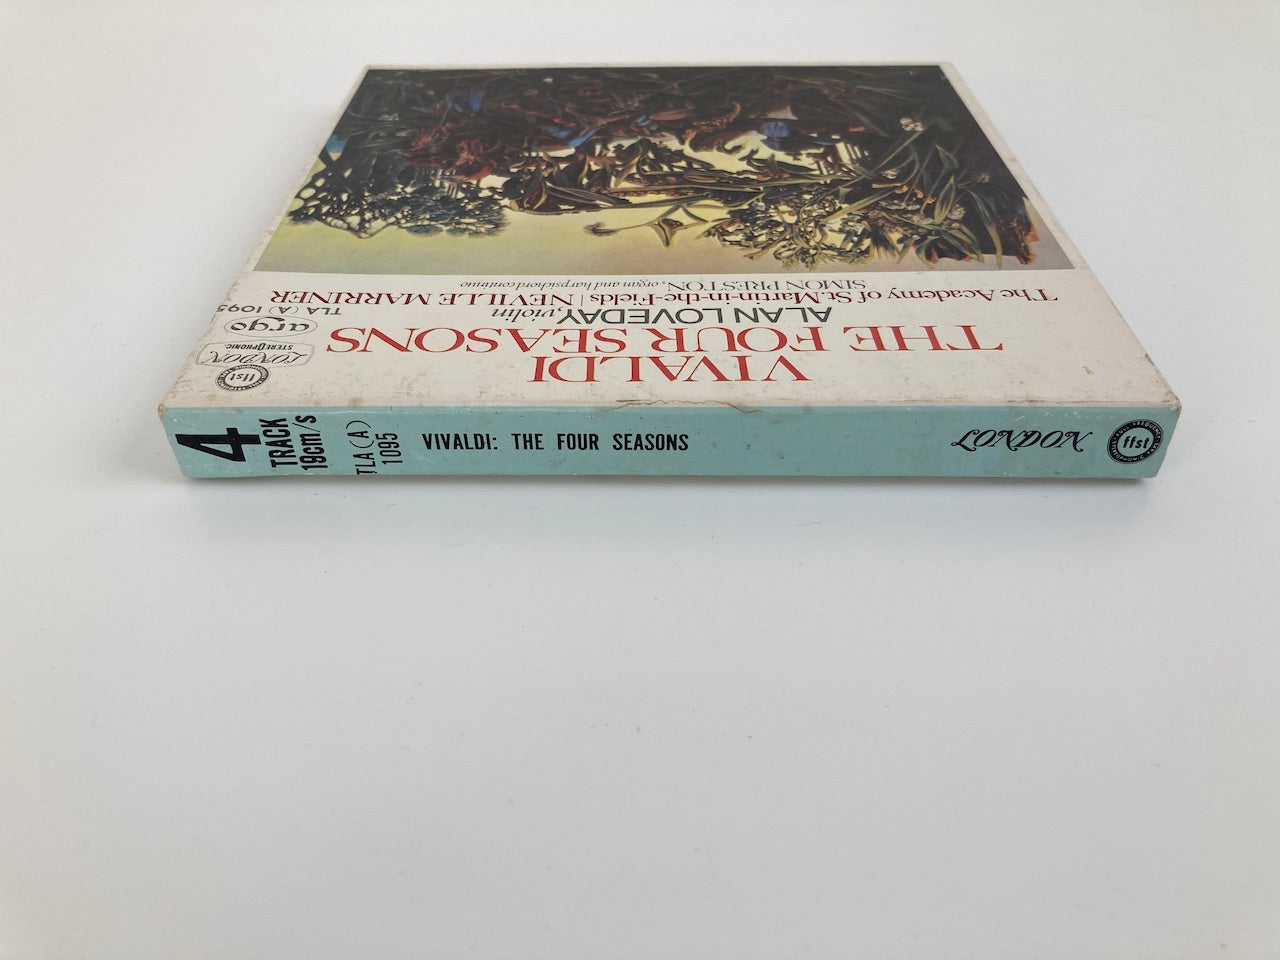 VIVALDI
THE FOUR SEASONS
ALAN LOVEDAY, violin
The Academy of St. Martin-in-the-Fields | NEVILLE MARRINER
SIMON PRESTON, organ and harpsichord continuo
ffst
LONDON
STEREOPHONIC
argo
TLA (A) 1095
4
TRACK
19cm/s
TLA (A)
1095
VIVALDI: THE FOUR SEASONS
LONDON
ffst